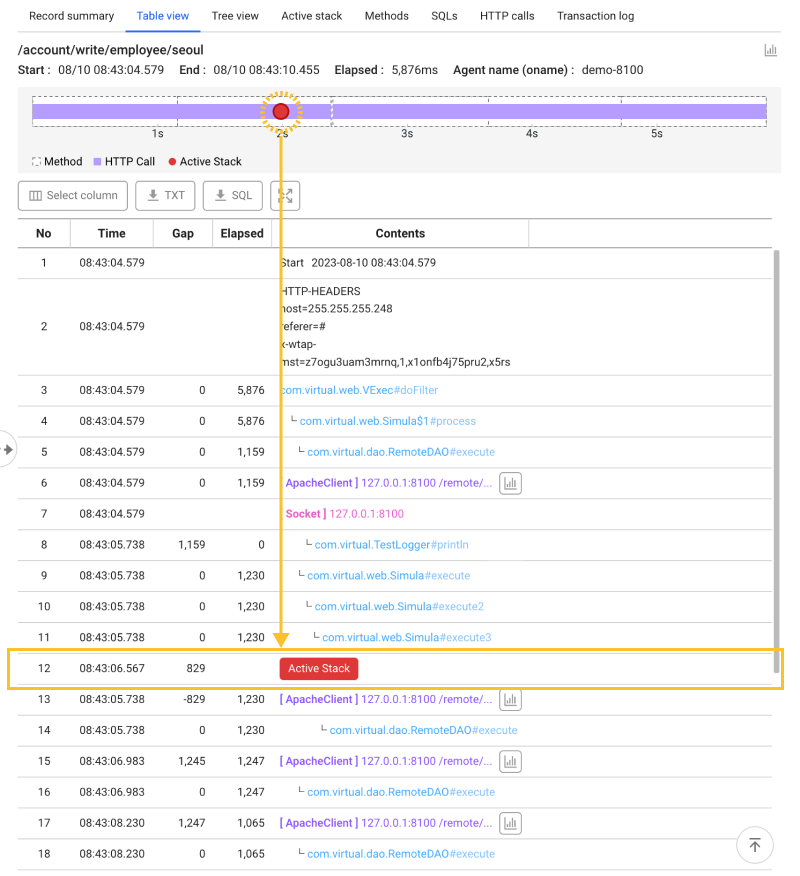 Record summary Table view Tree view Active stack Methods SQLs HTTP calls Transaction log
/account/write/employee/seoul
Start : 08/10 08:43:04.579 End : 08/10 08:43:10.455 Elapsed : 5,876ms Agent name (oname) : demo-8100
1s 2s 3s 4s 5s
Method HTTP Call Active Stack
Select column TXT SQL
No Time Gap Elapsed Contents
1 08:43:04.579 Start 2023-08-10 08:43:04.579
HTTP-HEADERS
host=255.255.255.248
2 08:43:04.579 referer=#
x-wtap-
mst=z7ogu3uam3mrnq,1,x1onfb4j75pru2,x5rs
3 08:43:04.579 0 5,876 com.virtual.web.VExec#doFilter
4 08:43:04.579 0 5,876 └ com.virtual.web.Simula$1#process
5 08:43:04.579 0 1,159 └ com.virtual.dao.RemoteDAO#execute
6 08:43:04.579 0 1,159 ApacheClient ] 127.0.0.1:8100 /remote/...
7 08:43:04.579 Socket ] 127.0.0.1:8100
8 08:43:05.738 1,159 0 └ com.virtual.TestLogger#println
9 08:43:05.738 0 1,230 └ com.virtual.web.Simula#execute
10 08:43:05.738 0 1,230 └ com.virtual.web.Simula#execute2
11 08:43:05.738 0 1,230 └ com.virtual.web.Simula#execute3
12 08:43:06.567 829 Active Stack
13 08:43:05.738 -829 1,230 [ ApacheClient ] 127.0.0.1:8100 /remote/...
14 08:43:05.738 0 1,230 └ com.virtual.dao.RemoteDAO#execute
15 08:43:06.983 1,245 1,247 [ ApacheClient ] 127.0.0.1:8100 /remote/...
16 08:43:06.983 0 1,247 └ com.virtual.dao.RemoteDAO#execute
17 08:43:08.230 1,247 1,065 [ ApacheClient ] 127.0.0.1:8100 /remote/...
18 08:43:08.230 0 1,065 └ com.virtual.dao.RemoteDAO#execute